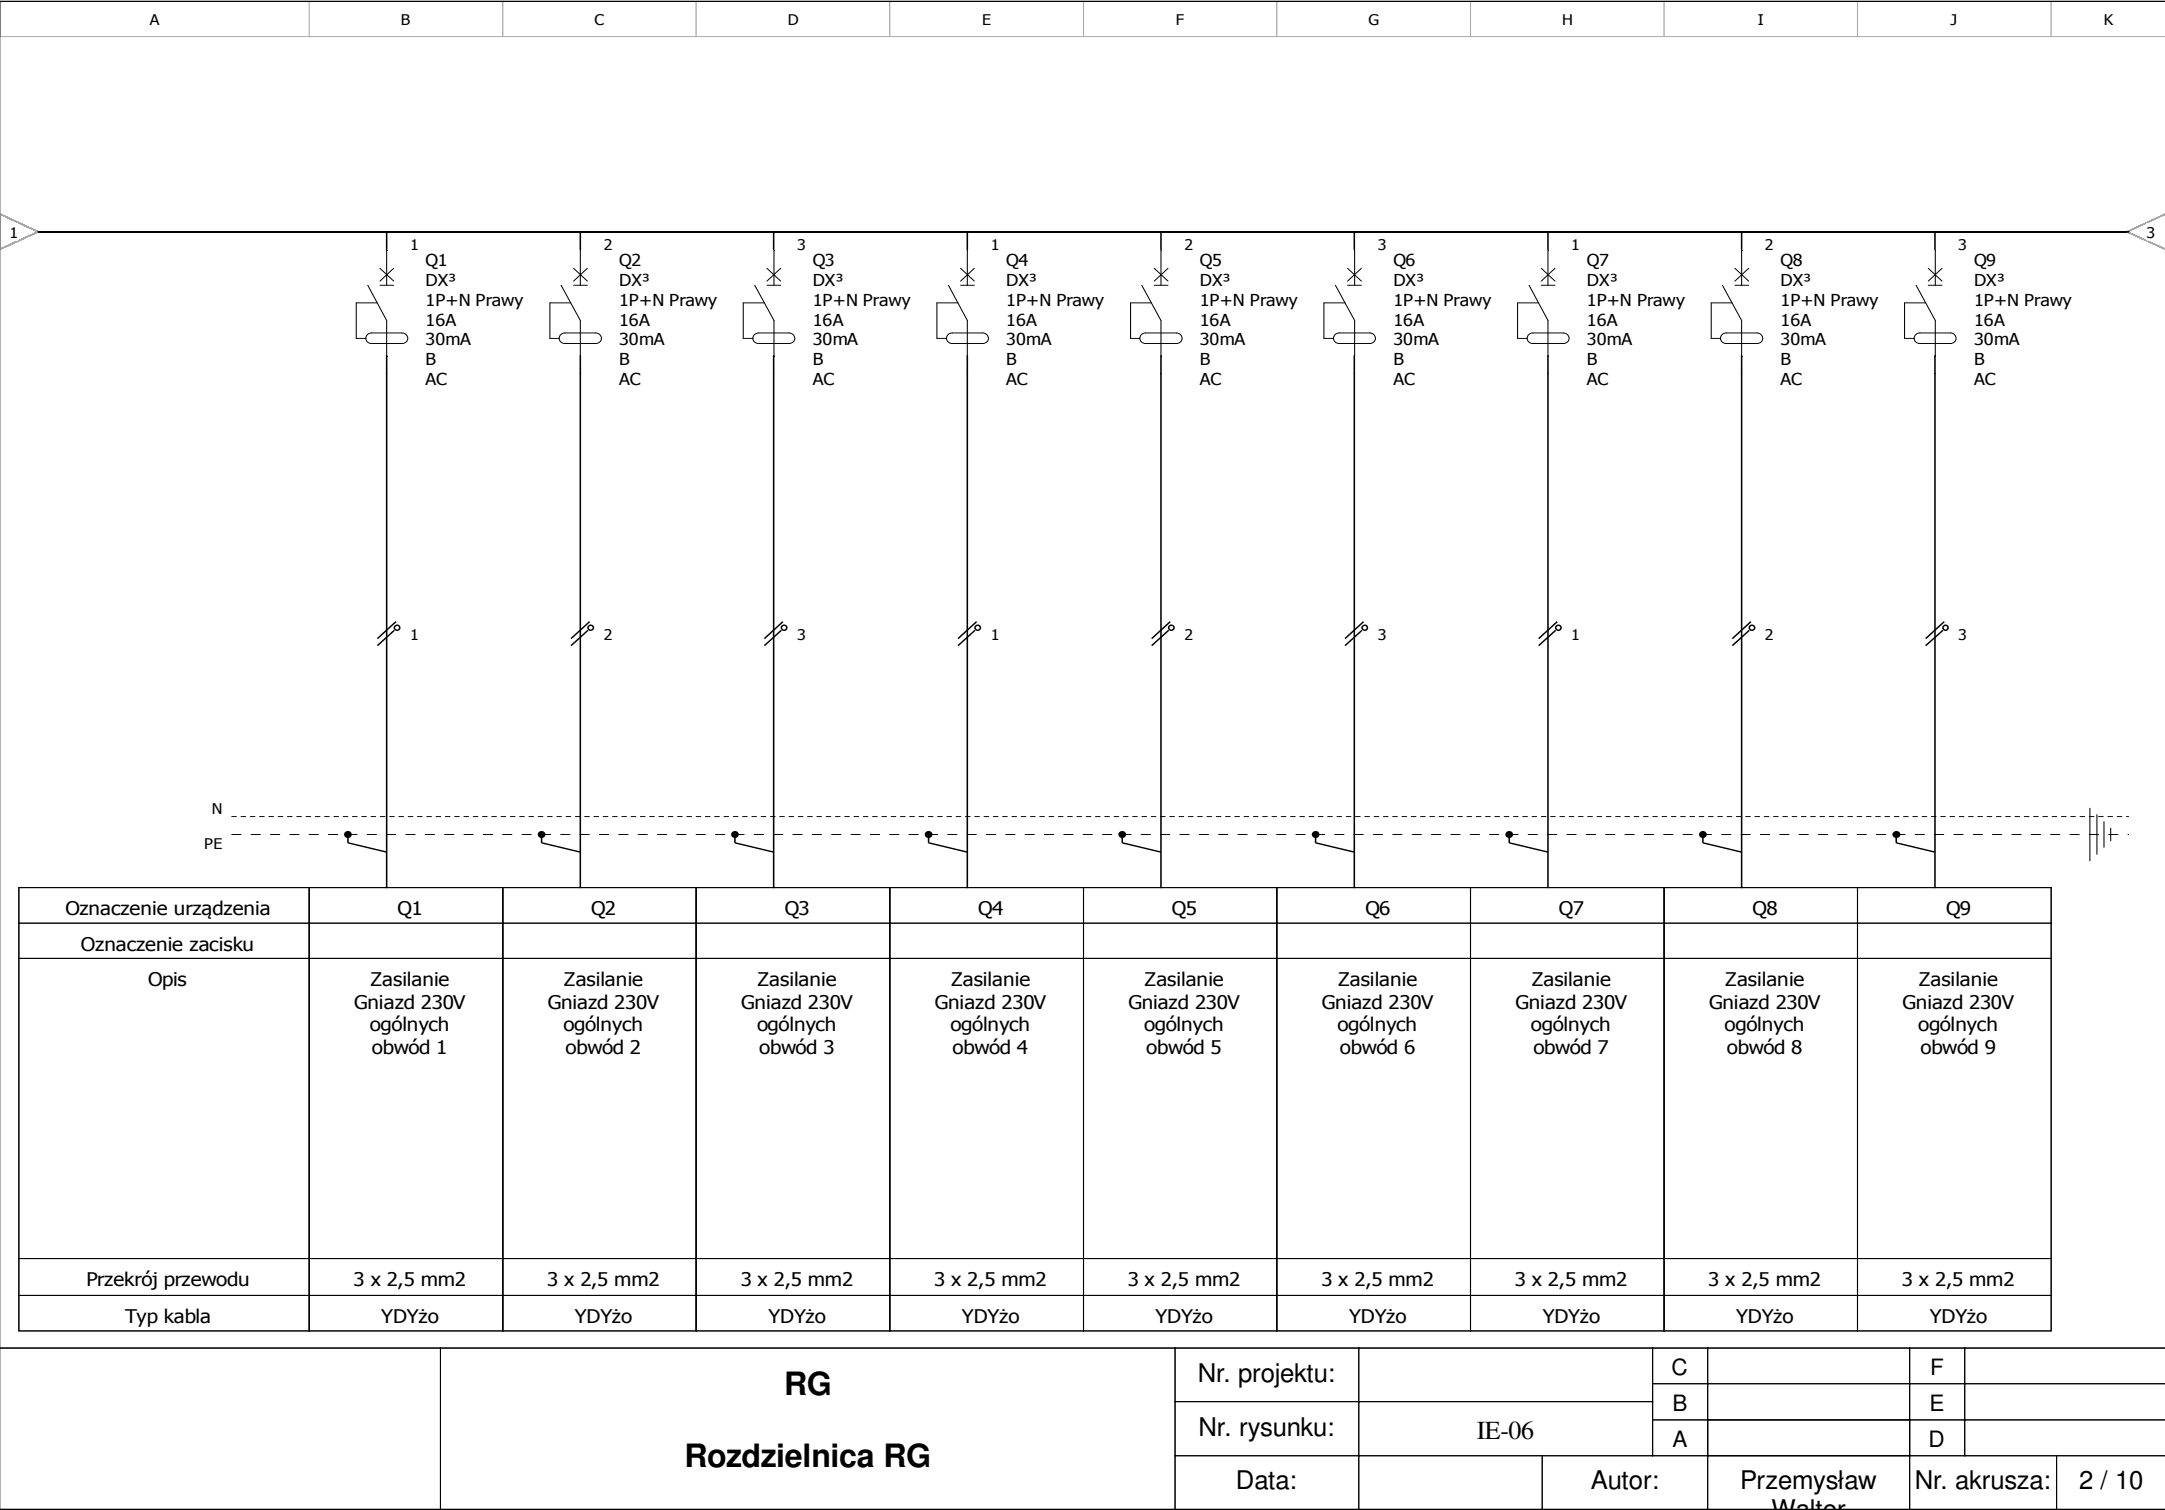 A B C D E F G H I J K
1 3
1 2 3 1 2 3 1 2 3
Q1 Q2 Q3 Q4 Q5 Q6 Q7 Q8 Q9
DX³ DX³ DX³ DX³ DX³ DX³ DX³ DX³ DX³
1P+N Prawy 1P+N Prawy 1P+N Prawy 1P+N Prawy 1P+N Prawy 1P+N Prawy 1P+N Prawy 1P+N Prawy 1P+N Prawy
16A 16A 16A 16A 16A 16A 16A 16A 16A
30mA 30mA 30mA 30mA 30mA 30mA 30mA 30mA 30mA
B B B B B B B B B
AC AC AC AC AC AC AC AC AC
1 2 3 1 2 3 1 2 3
N
PE
Oznaczenie urządzenia Q1 Q2 Q3 Q4 Q5 Q6 Q7 Q8 Q9
Oznaczenie zacisku
Opis Zasilanie Zasilanie Zasilanie Zasilanie Zasilanie Zasilanie Zasilanie Zasilanie Zasilanie
Gniazd 230V Gniazd 230V Gniazd 230V Gniazd 230V Gniazd 230V Gniazd 230V Gniazd 230V Gniazd 230V Gniazd 230V
ogólnych ogólnych ogólnych ogólnych ogólnych ogólnych ogólnych ogólnych ogólnych
obwód 1 obwód 2 obwód 3 obwód 4 obwód 5 obwód 6 obwód 7 obwód 8 obwód 9
Przekrój przewodu 3 x 2,5 mm2 3 x 2,5 mm2 3 x 2,5 mm2 3 x 2,5 mm2 3 x 2,5 mm2 3 x 2,5 mm2 3 x 2,5 mm2 3 x 2,5 mm2 3 x 2,5 mm2
Typ kabla YDYżo YDYżo YDYżo YDYżo YDYżo YDYżo YDYżo YDYżo YDYżo
RG
Rozdzielnica RG
Nr. projektu: C F
B E
Nr. rysunku: IE-06 A D
Data: Autor: Przemysław Nr. akrusza: 2 / 10